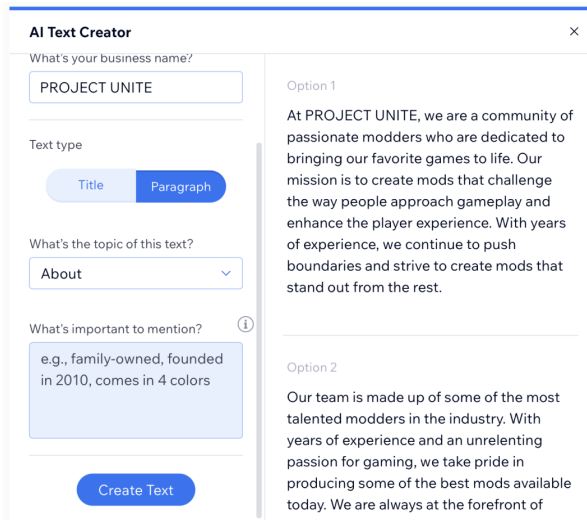 AI Text Creator
What's your business name?
PROJECT UNITE
Text type
Title
Paragraph
What's the topic of this text?
About
What's important to mention?
e.g., family-owned, founded
in 2010, comes in 4 colors
Create Text
Option 1
At PROJECT UNITE, we are a community of
passionate modders who are dedicated to
bringing our favorite games to life. Our
mission is to create mods that challenge
the way people approach gameplay and
enhance the player experience. With years
of experience, we continue to push
boundaries and strive to create mods that
stand out from the rest.
Option 2
Our team is made up of some of the most
talented modders in the industry. With
years of experience and an unrelenting
passion for gaming, we take pride in
producing some of the best mods available
today. We are always at the forefront of